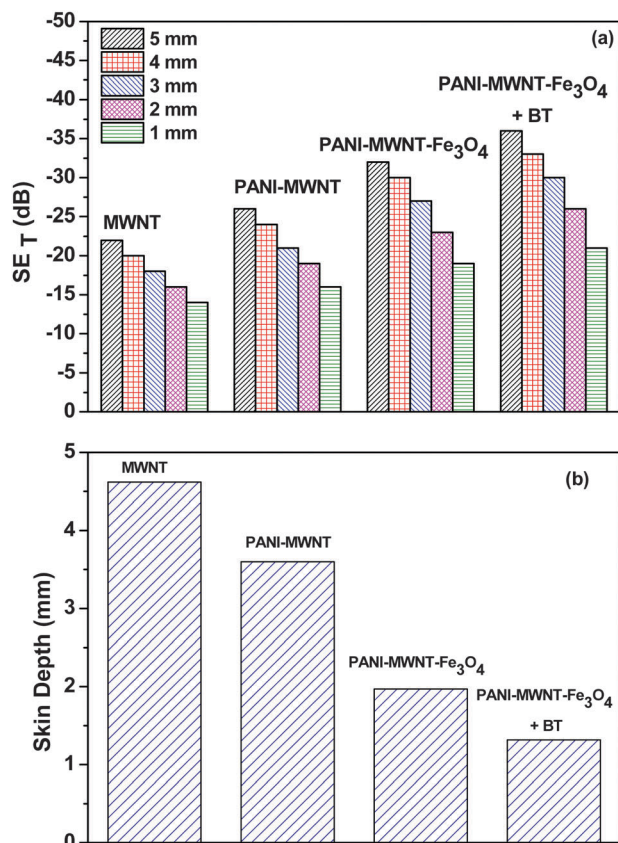 -50
-45
-40
-35
-30
-25
-20
-15
-10
-5
0
SE_T (dB)
5 mm
4 mm
3 mm
2 mm
1 mm
(a)
MWNT
PANI-MWNT
PANI-MWNT-Fe₃O₄
PANI-MWNT-Fe₃O₄
+ BT
5
4
3
2
1
0
Skin Depth (mm)
(b)
MWNT
PANI-MWNT
PANI-MWNT-Fe₃O₄
PANI-MWNT-Fe₃O₄
+ BT